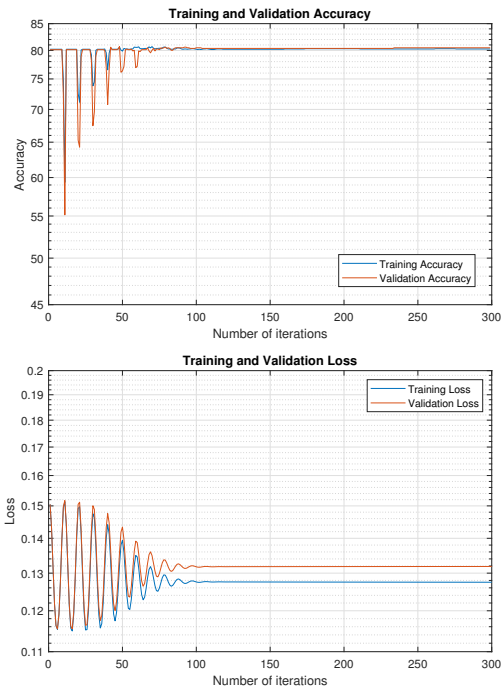 Training and Validation Accuracy
85
80
75
70
65
60
55
50
45
Accuracy
Training Accuracy
Validation Accuracy
0 50 100 150 200 250 300
Number of iterations
Training and Validation Loss
0.2
0.19
0.18
0.17
0.16
0.15
0.14
0.13
0.12
0.11
Loss
Training Loss
Validation Loss
0 50 100 150 200 250 300
Number of iterations